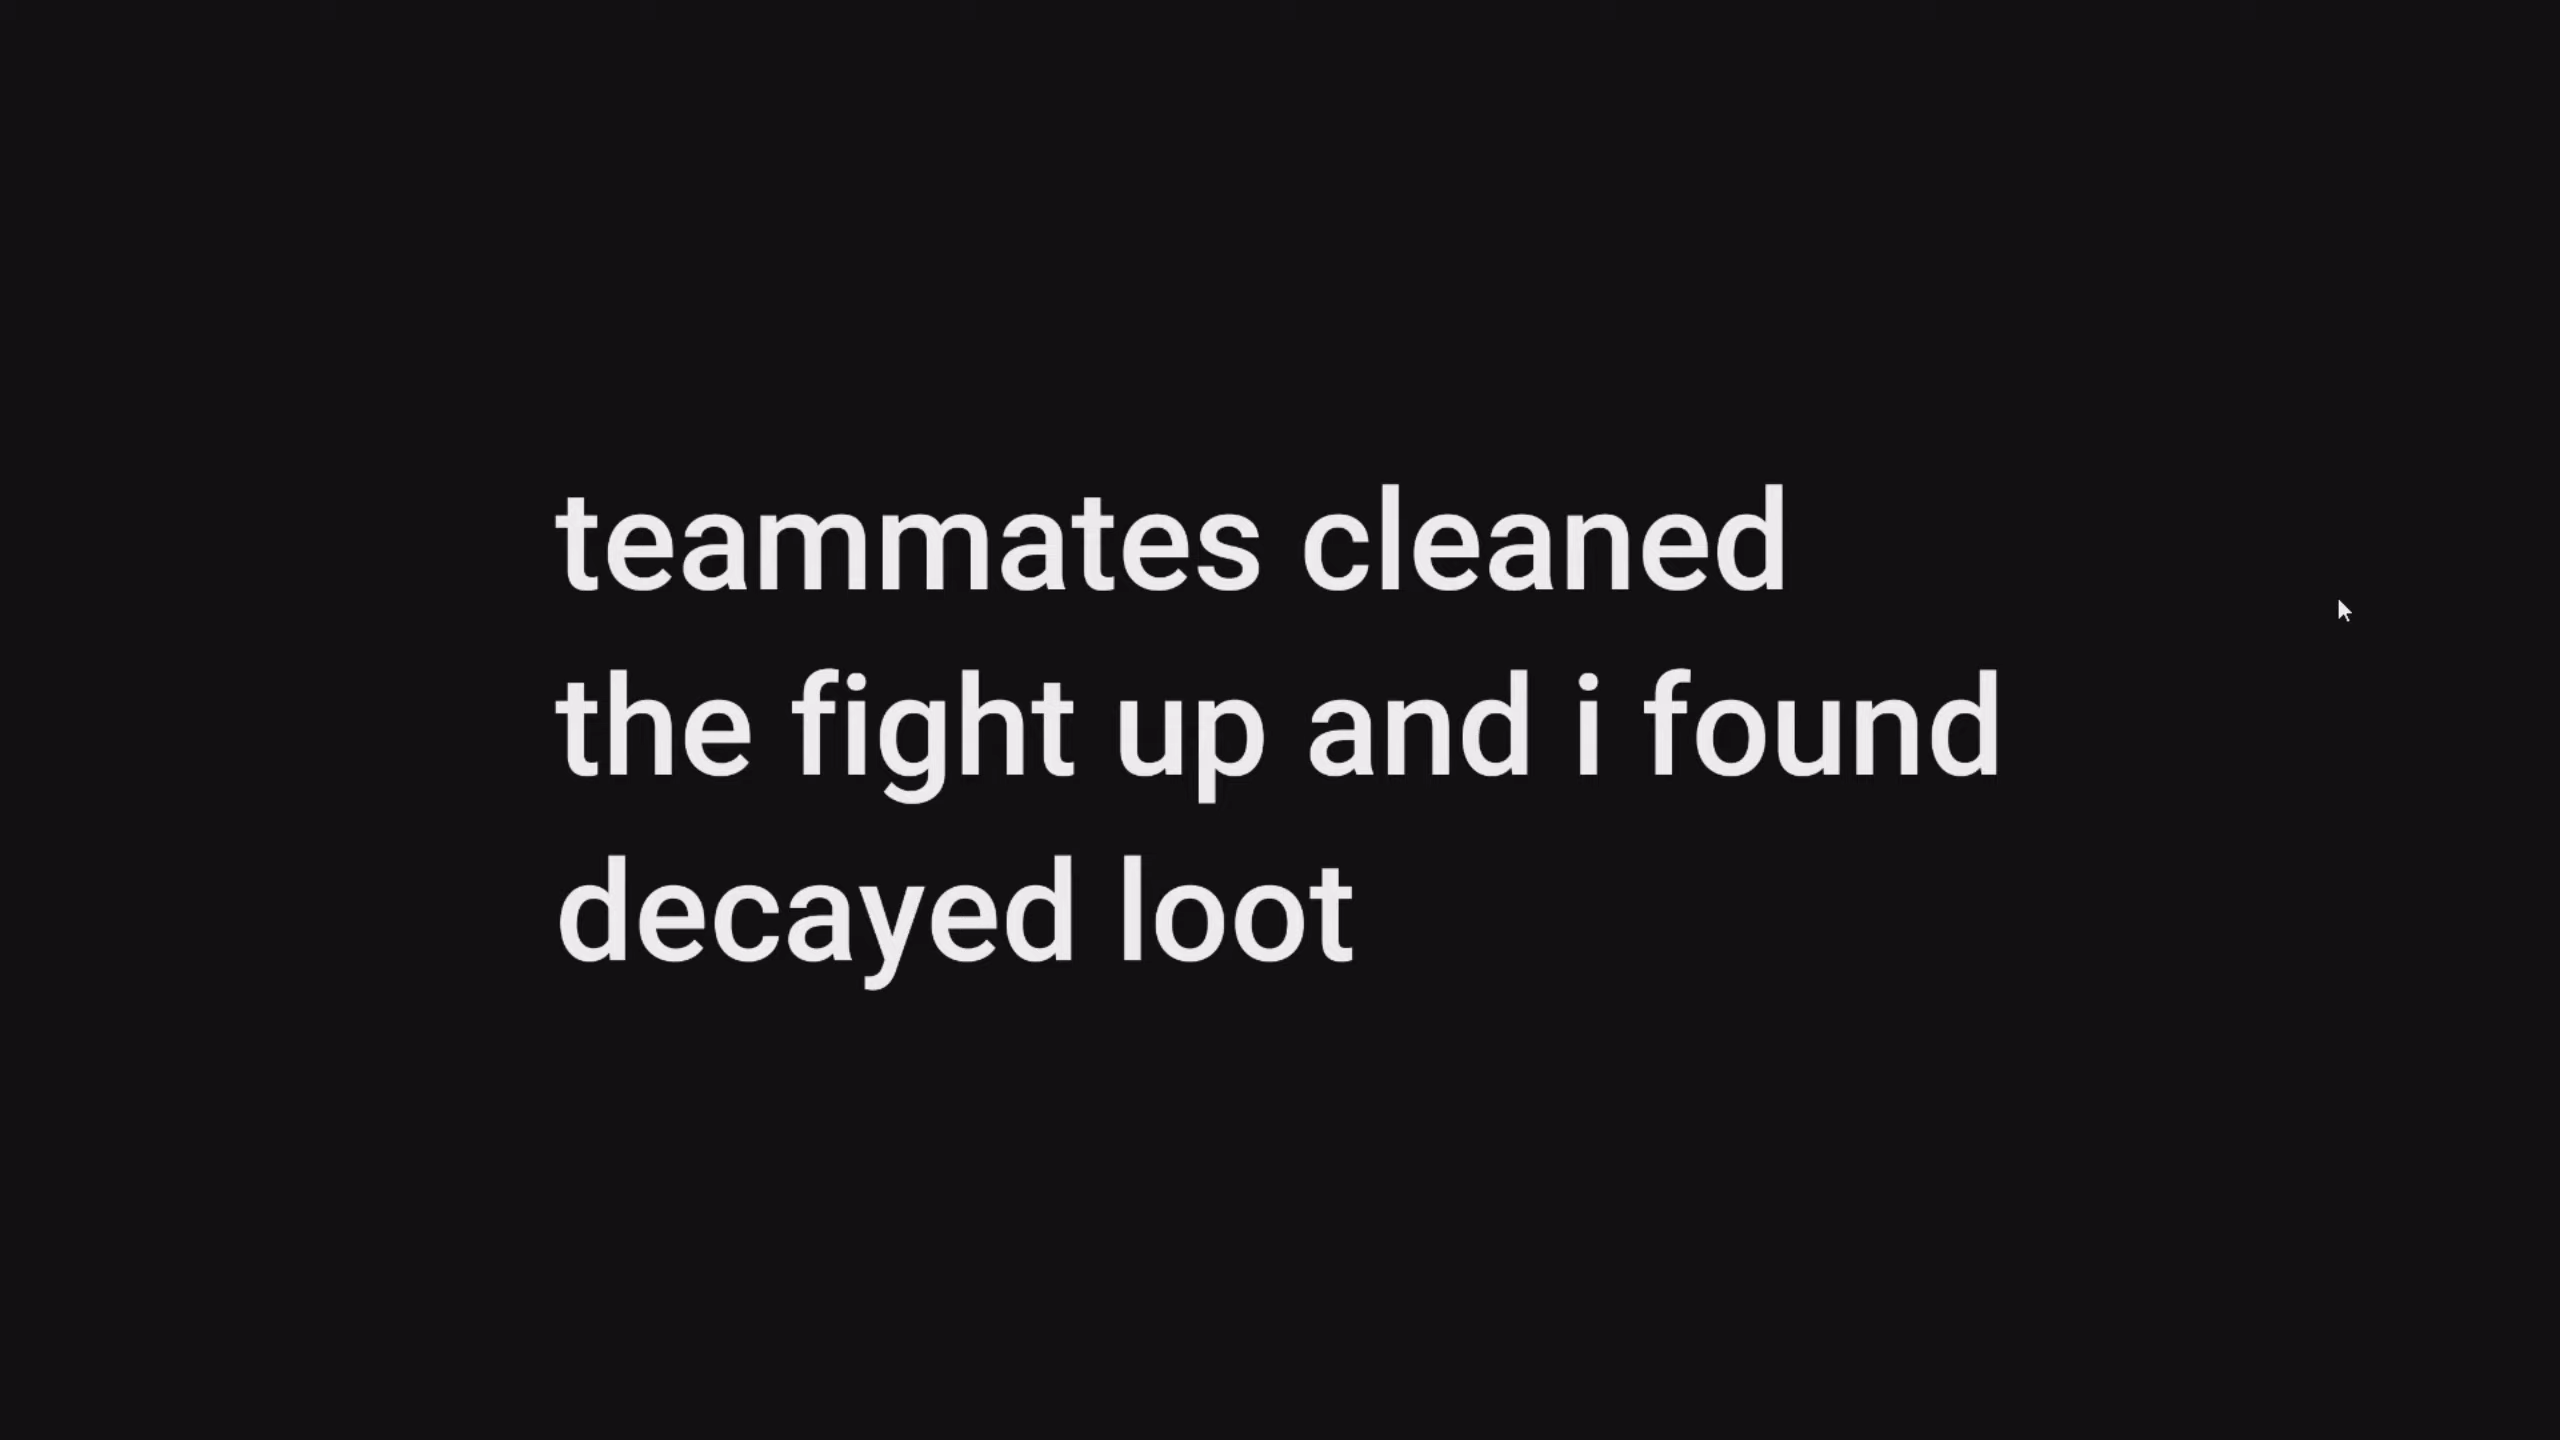 teammates cleaned
the fight up and i found
decayed loot